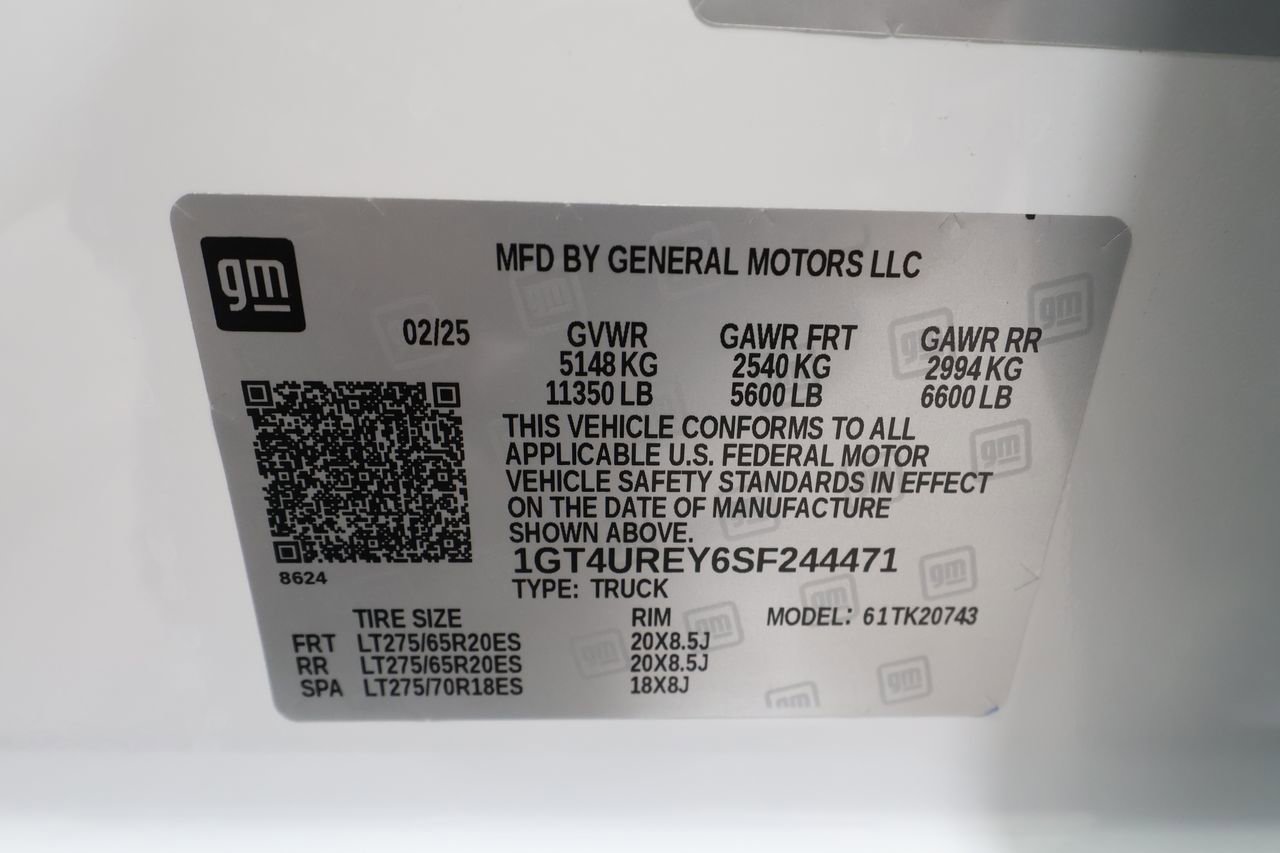 gm
MFD BY GENERAL MOTORS LLC
02/25 GVWR GAWR FRT GAWR RR
5148 KG 2540 KG 2994 KG
11350 LB 5600 LB 6600 LB
THIS VEHICLE CONFORMS TO ALL
APPLICABLE U.S. FEDERAL MOTOR
VEHICLE SAFETY STANDARDS IN EFFECT
ON THE DATE OF MANUFACTURE
SHOWN ABOVE.
1GT4UREY6SF244471
8624
TYPE: TRUCK
TIRE SIZE RIM MODEL: 61TK20743
FRT LT275/65R20ES 20X8.5J
RR LT275/65R20ES 20X8.5J
SPA LT275/70R18ES 18X8J